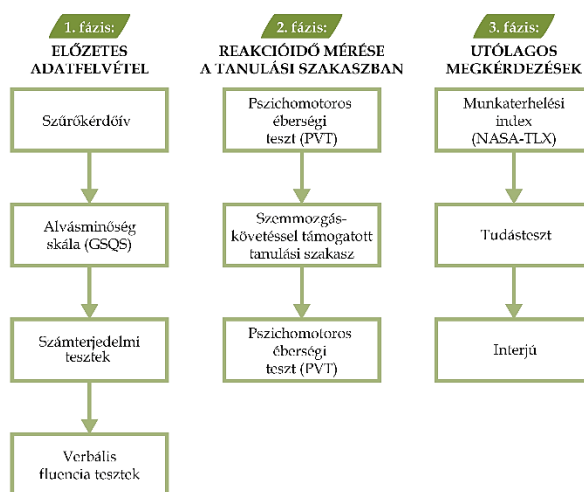 1. fázis:
ELŐZETES
ADATFELVÉTEL
Szűrőkérdőív
Alvásminőség
skála (GSQS)
Számterjedelmi
tesztek
Verbális
fluencia tesztek
2. fázis:
REAKCIÓIDŐ MÉRÉSE
A TANULÁSI SZAKASZBAN
Pszichomotoros
éberségi
teszt (PVT)
Szemmozgás-
követéssel támogatott
tanulási szakasz
Pszichomotoros
éberségi
teszt (PVT)
3. fázis:
UTÓLAGOS
MEGKÉRDEZÉSEK
Munkaterhelési
index
(NASA-TLX)
Tudásteszt
Interjú